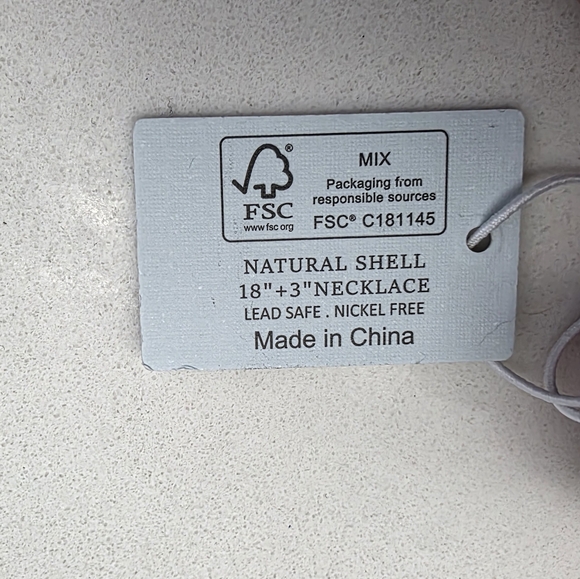 ®
FSC
www.fsc.org
MIX
Packaging from
responsible sources
FSC® C181145
NATURAL SHELL
18"+3"NECKLACE
LEAD SAFE . NICKEL FREE
Made in China